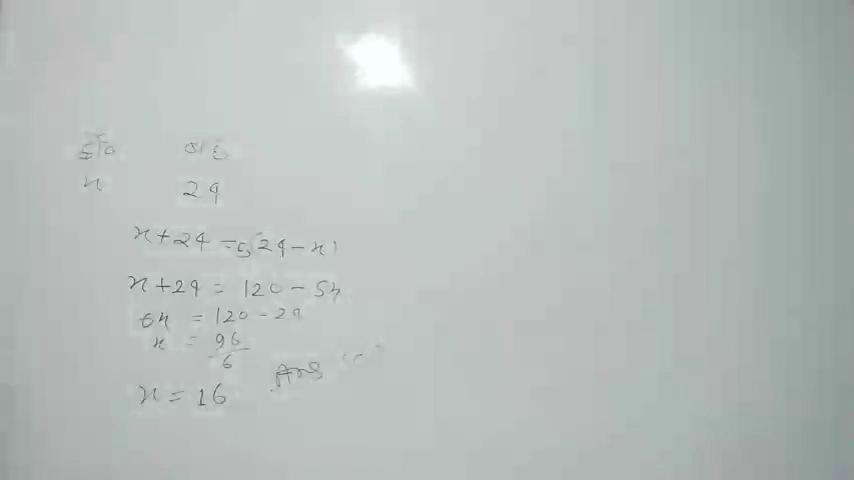 x 24
x+24 = 5(24-x)
x+24 = 120 - 5x
6x = 120 - 24
x = 96
6
x = 16 Ans